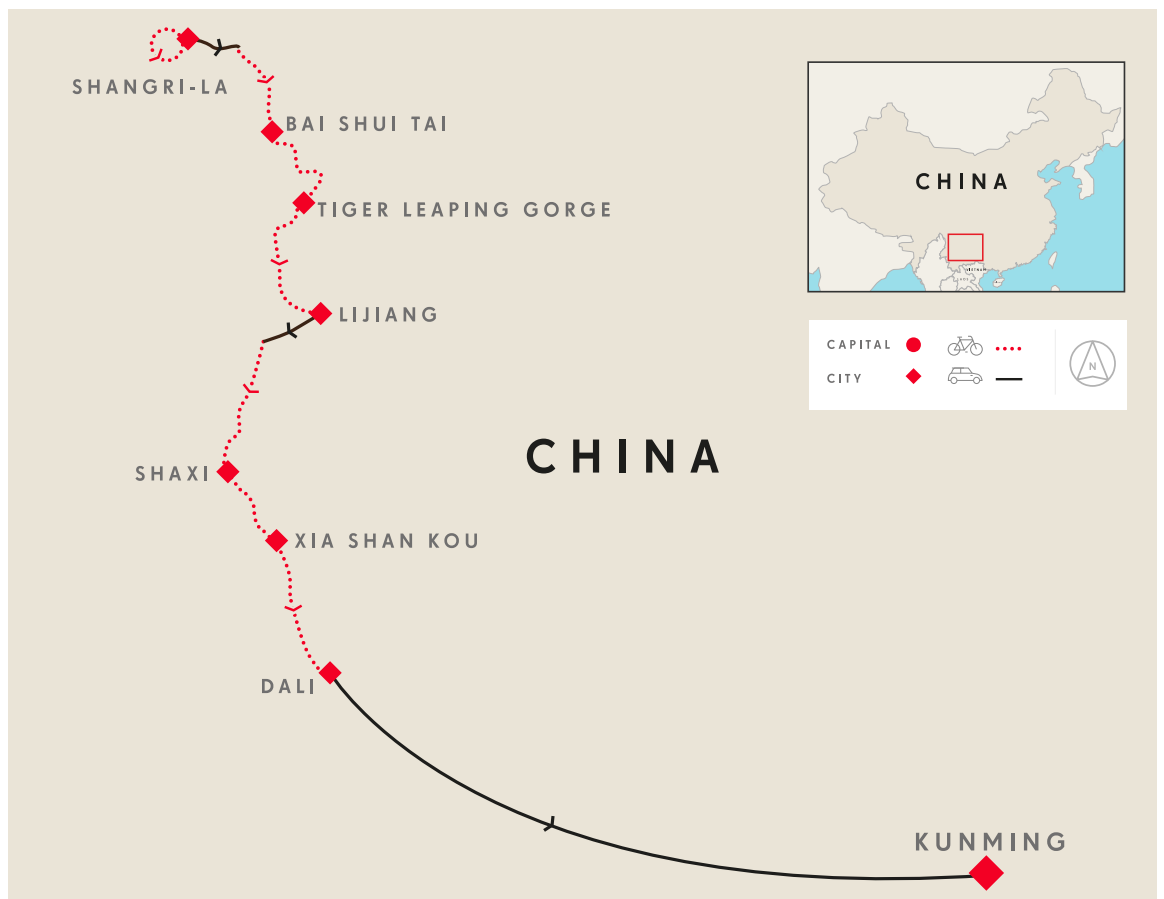 SHANGRI-LA
BAI SHUI TAI
TIGER LEAPING GORGE
LIJIANG
SHAXI
XIA SHAN KOU
DALI
KUNMING
CHINA
CHINA
VIETNAM
CAPITAL
CITY
N